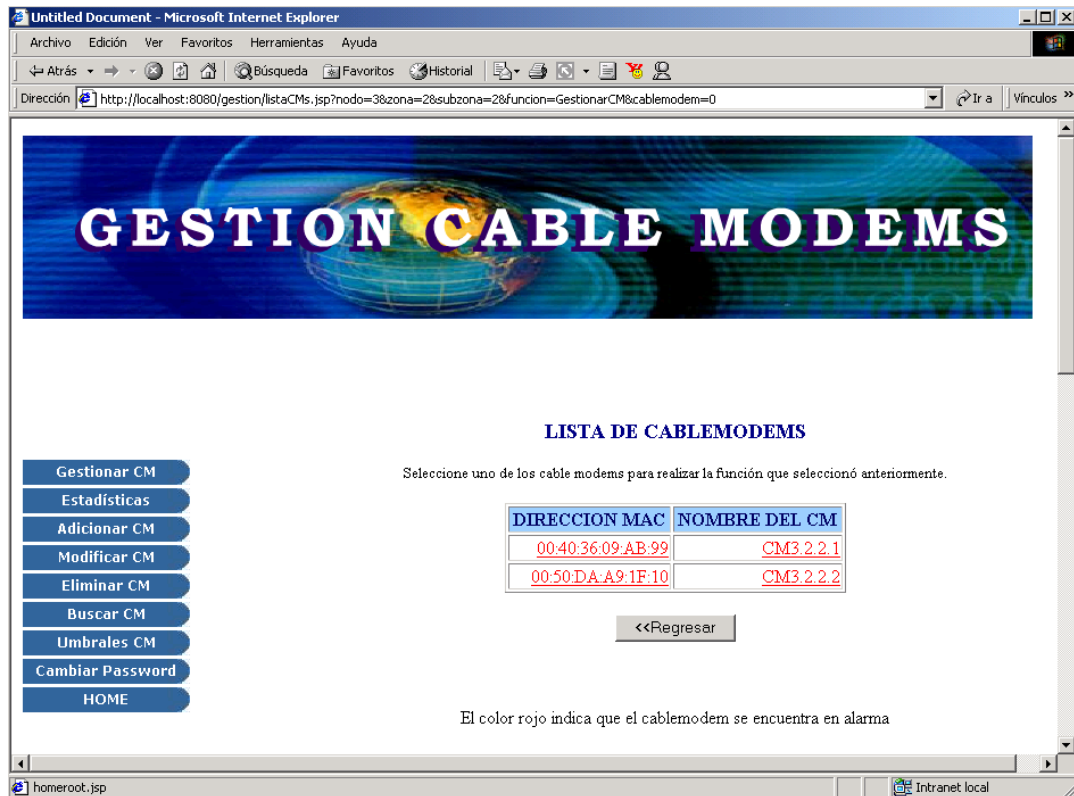 Untitled Document - Microsoft Internet Explorer
Archivo Edición Ver Favoritos Herramientas Ayuda
Atrás Búsqueda Favoritos Historial
Dirección http://localhost:8080/gestion/listaCMs.jsp?nodo=3&zona=2&subzona=2&funcion=GestionarCM&cablemodem=0 Ir a Vínculos »
GESTION CABLE MODEMS
LISTA DE CABLEMODEMS
Seleccione uno de los cable modems para realizar la función que seleccionó anteriormente.
Gestionar CM
Estadísticas
Adicionar CM
Modificar CM
Eliminar CM
Buscar CM
Umbrales CM
Cambiar Password
HOME
DIRECCION MAC NOMBRE DEL CM
00:40:36:09:AB:99 CM3.2.2.1
00:50:DA:A9:1F:10 CM3.2.2.2
<<Regresar
El color rojo indica que el cablemodem se encuentra en alarma
homeroot.jsp Intranet local